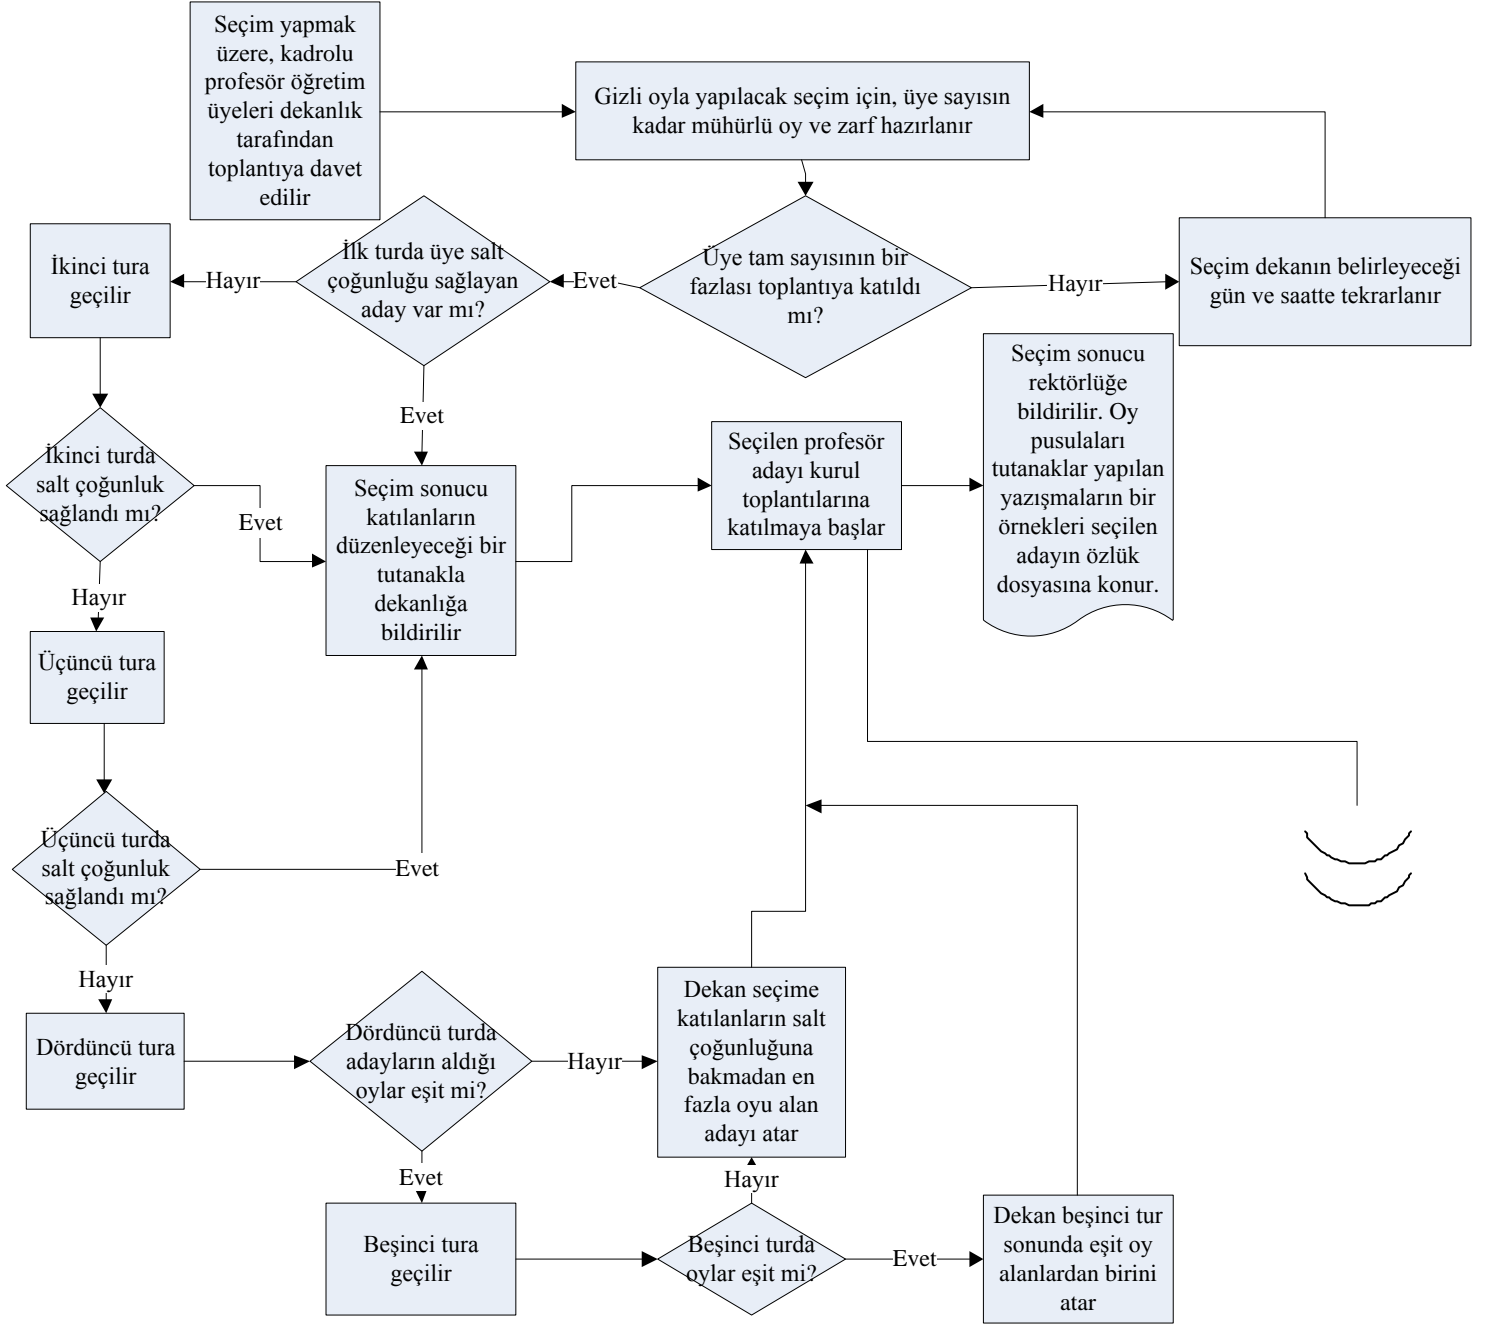 Seçim yapmak
üzere, kadrolu
profesör öğretim
üyeleri dekanlık
tarafından
toplantıya davet
edilir
Gizli oyla yapılacak seçim için, üye sayısın
kadar mühürlü oy ve zarf hazırlanır
İkinci tura
geçilir
Hayır
İlk turda üye salt
çoğunluğu sağlayan
aday var mı?
Evet
Üye tam sayısının bir
fazlası toplantıya katıldı
mı?
Hayır
Seçim dekanın belirleyeceği
gün ve saatte tekrarlanır
Evet
İkinci turda
salt çoğunluk
sağlandı mı?
Evet
Seçim sonucu
katılanların
düzenleyeceği bir
tutanakla
dekanlığa
bildirilir
Seçilen profesör
adayı kurul
toplantılarına
katılmaya başlar
Seçim sonucu
rektörlüğe
bildirilir. Oy
pusulaları
tutanaklar yapılan
yazışmaların bir
örnekleri seçilen
adayın özlük
dosyasına konur.
Hayır
Üçüncü tura
geçilir
Üçüncü turda
salt çoğunluk
sağlandı mı?
Evet
Hayır
Dördüncü tura
geçilir
Dördüncü turda
adayların aldığı
oylar eşit mi?
Hayır
Dekan seçime
katılanların salt
çoğunluğuna
bakmadan en
fazla oyu alan
adayı atar
Evet
Hayır
Beşinci tura
geçilir
Beşinci turda
oylar eşit mi?
Evet
Dekan beşinci tur
sonunda eşit oy
alanlardan birini
atar